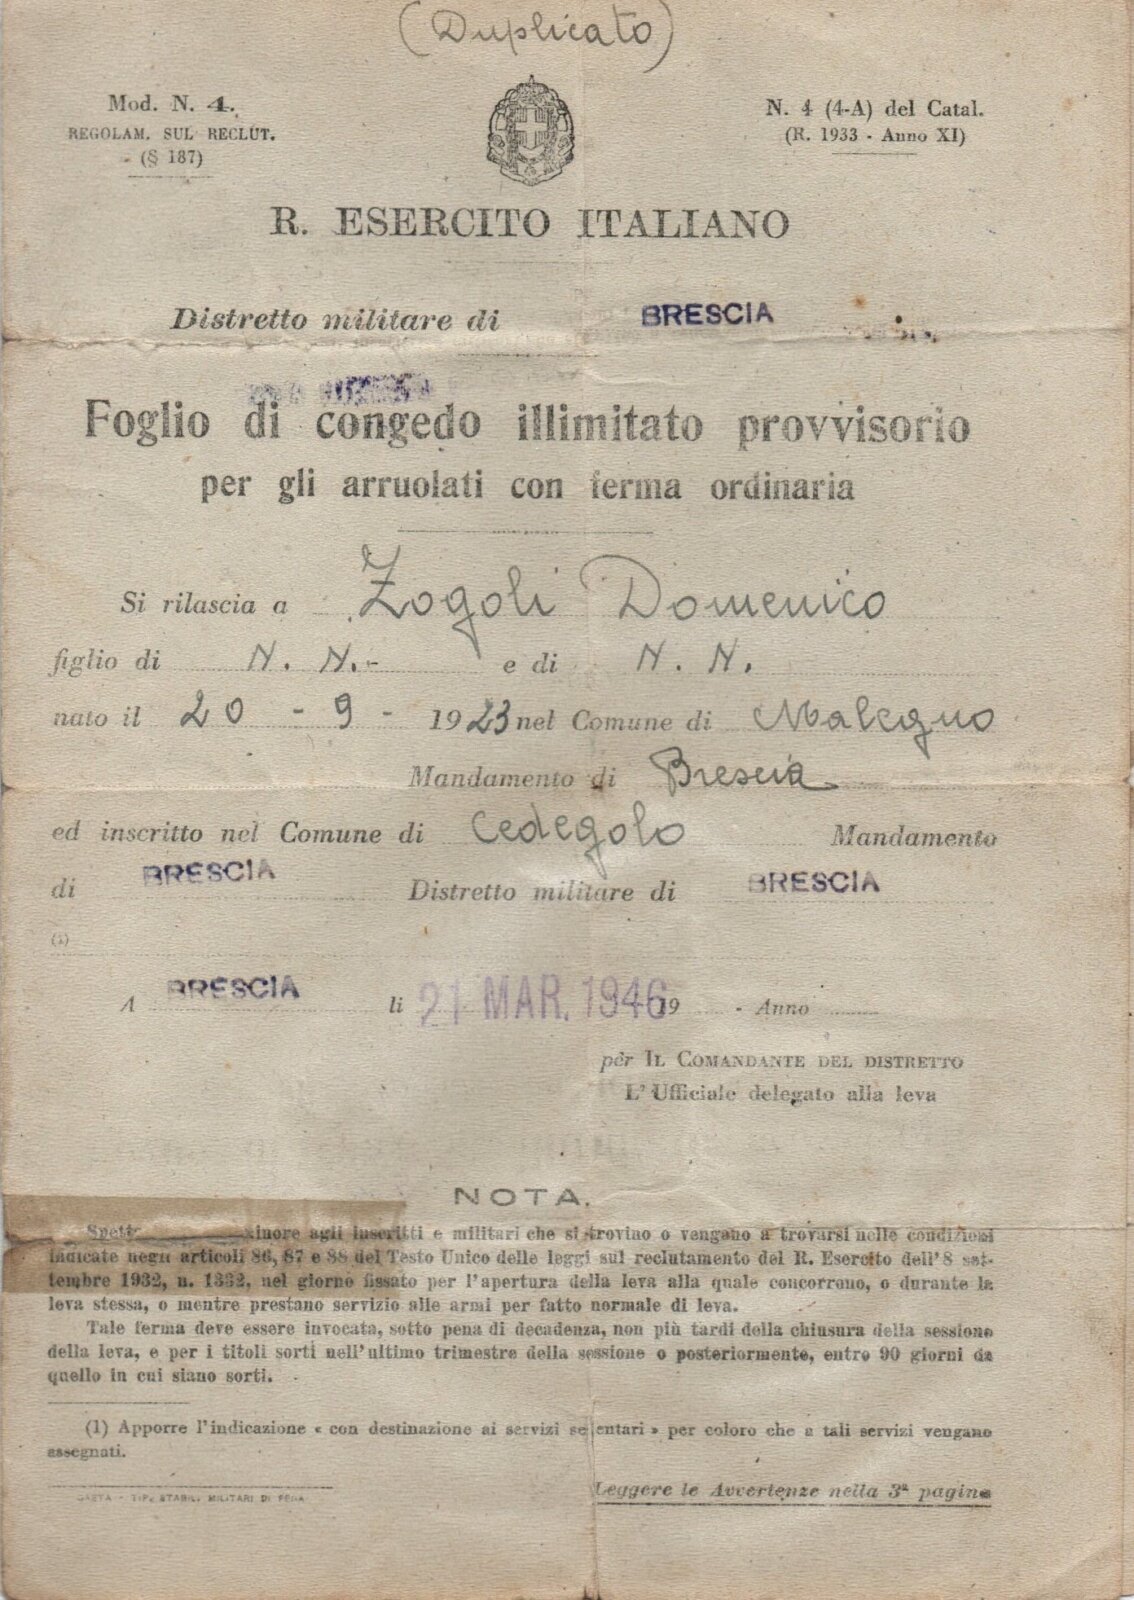 (Duplicato)
Mod. N. 4.
REGOLAM. SUL RECLUT.
(§ 187)
N. 4 (4-A) del Catal.
(R. 1933 - Anno XI)
R. ESERCITO ITALIANO
Distretto militare di BRESCIA
Foglio di congedo illimitato provvisorio
per gli arruolati con ferma ordinaria
Si rilascia a Zogoli Domenico
figlio di N. N.- e di N. N.
nato il 20 - 9 - 1923 nel Comune di Malegno
Mandamento di Brescia
ed inscritto nel Comune di Cedegolo Mandamento
di BRESCIA Distretto militare di BRESCIA
(1)
A BRESCIA li 21 MAR. 1946 19 - Anno
per IL COMANDANTE DEL DISTRETTO
L'Ufficiale delegato alla leva
NOTA.
agli inscritti e militari che si trovino o vengano a trovarsi nelle condizioni
indicate negli articoli 86, 87 e 88 del Testo Unico delle leggi sul reclutamento del R. Esercito dell'8 set-
tembre 1932, n. 1332, nel giorno fissato per l'apertura della leva alla quale concorrono, o durante la
leva stessa, o mentre prestano servizio alle armi per fatto normale di leva.
Tale ferma deve essere invocata, sotto pena di decadenza, non più tardi della chiusura della sessione
della leva, e per i titoli sorti nell'ultimo trimestre della sessione o posteriormente, entro 90 giorni da
quello in cui siano sorti.
(1) Apporre l'indicazione « con destinazione ai servizi sedentari » per coloro che a tali servizi vengano
assegnati.
GAETA - TIP. STABIL. MILITARI DI PENA
Leggere le Avvertenze nella 3ª pagina